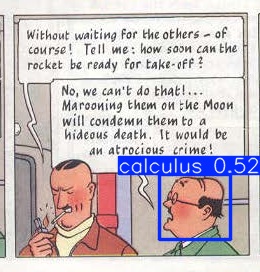 Without waiting for the others – of
course! Tell me: how soon can the
rocket be ready for take-off?
No, we can't do that!...
Marooning them on the Moon
will condemn them to a
hideous death. It would be
an atrocious crime!
calculus 0.52